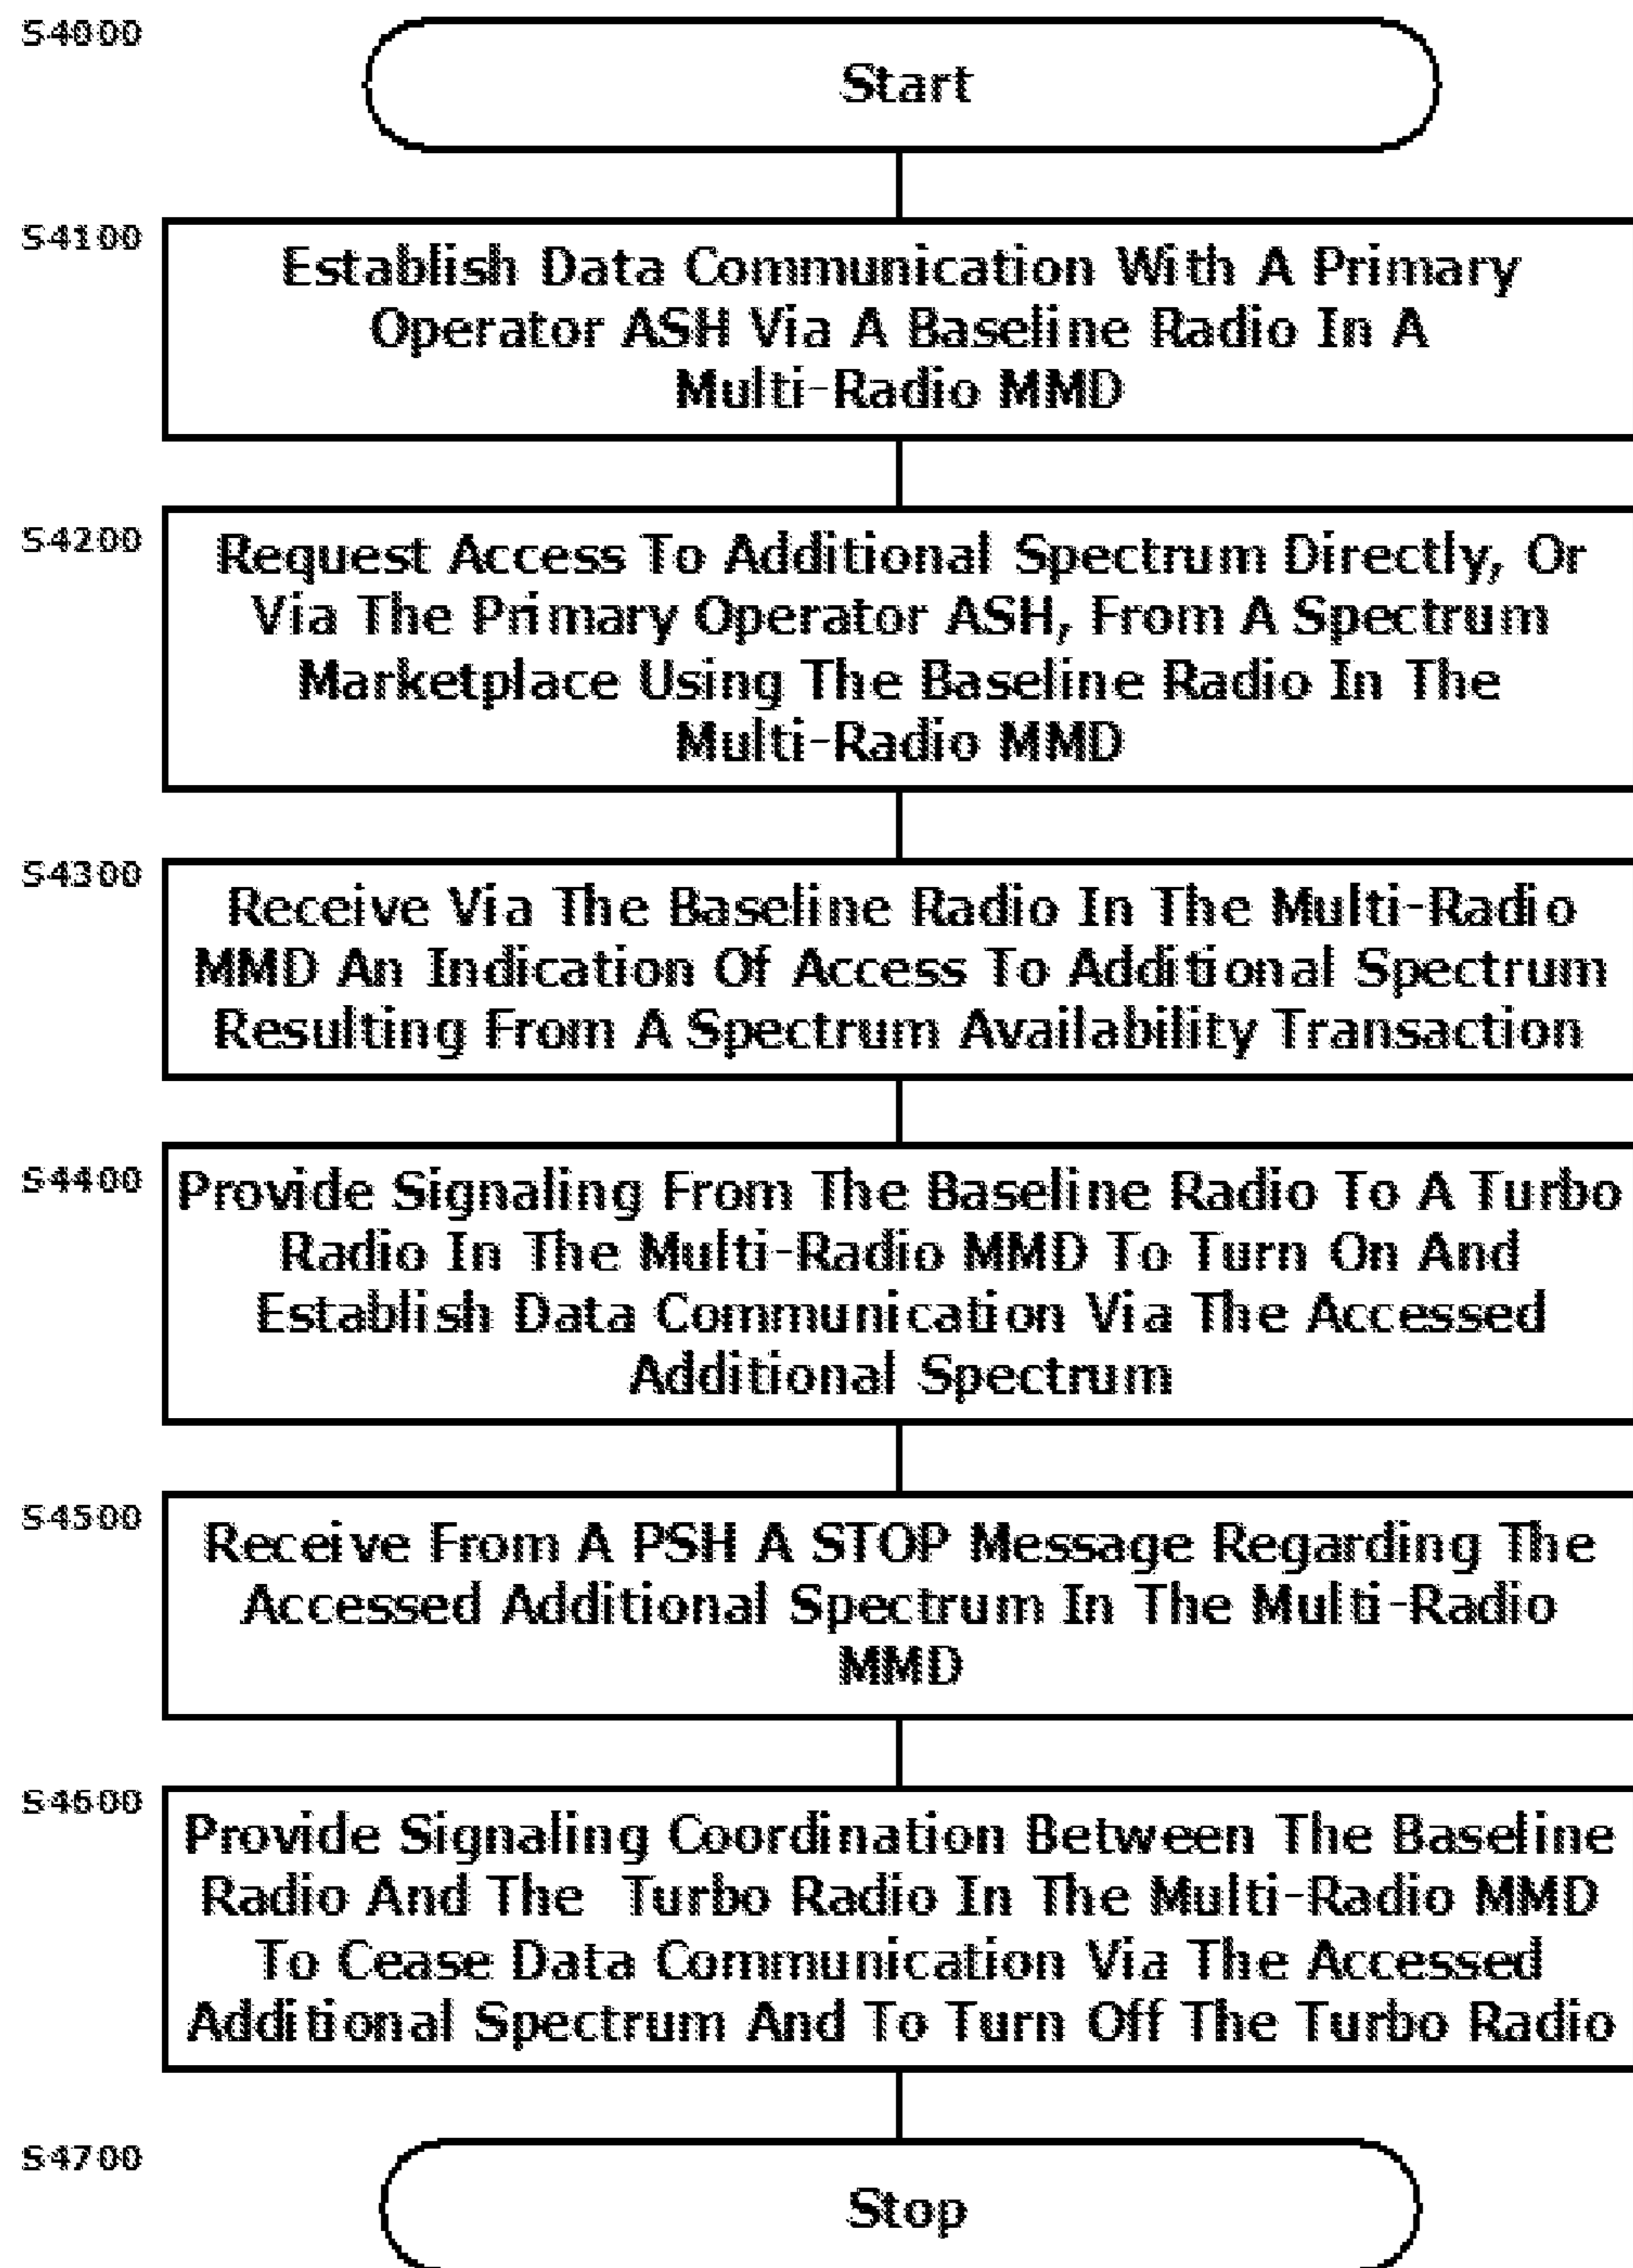 S4000
Start
S4100
Establish Data Communication With A Primary
Operator ASH Via A Baseline Radio In A
Multi-Radio MMD
S4200
Request Access To Additional Spectrum Directly, Or
Via The Primary Operator ASH, From A Spectrum
Marketplace Using The Baseline Radio In The
Multi-Radio MMD
S4300
Receive Via The Baseline Radio In The Multi-Radio
MMD An Indication Of Access To Additional Spectrum
Resulting From A Spectrum Availability Transaction
S4400
Provide Signaling From The Baseline Radio To A Turbo
Radio In The Multi-Radio MMD To Turn On And
Establish Data Communication Via The Accessed
Additional Spectrum
S4500
Receive From A PSH A STOP Message Regarding The
Accessed Additional Spectrum In The Multi-Radio
MMD
S4600
Provide Signaling Coordination Between The Baseline
Radio And The Turbo Radio In The Multi-Radio MMD
To Cease Data Communication Via The Accessed
Additional Spectrum And To Turn Off The Turbo Radio
S4700
Stop